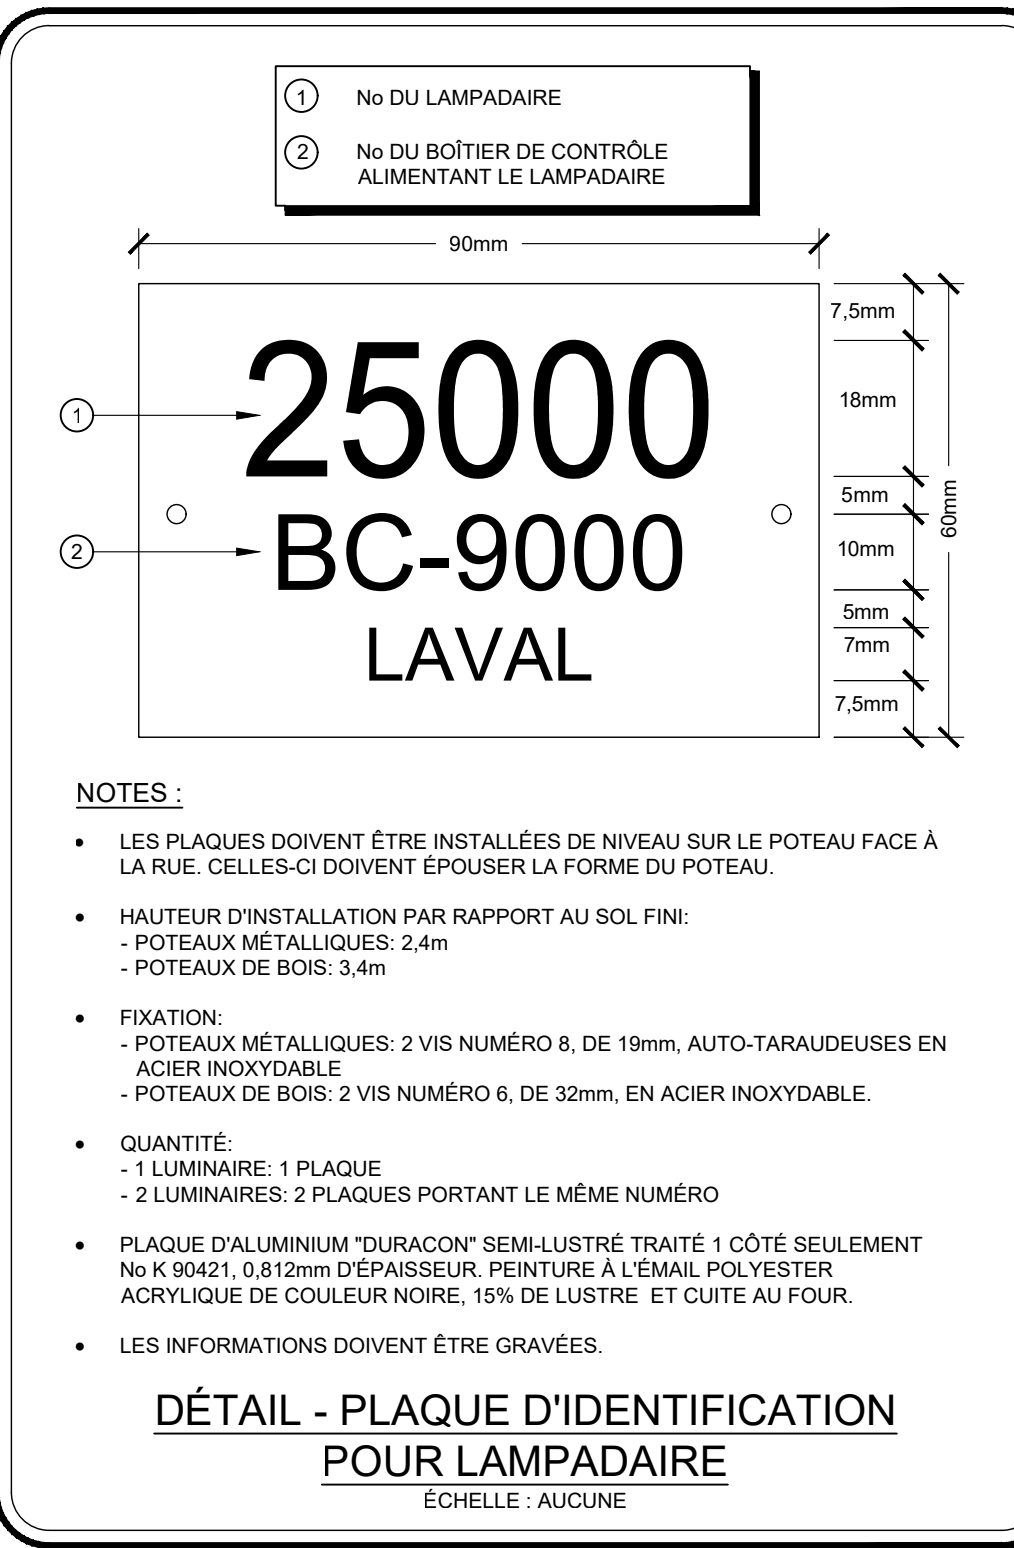 1 No DU LAMPADAIRE
2 No DU BOÎTIER DE CONTRÔLE
ALIMENTANT LE LAMPADAIRE
90mm
7,5mm
25000
1
18mm
5mm
60mm
BC-9000
2
10mm
5mm
LAVAL
7mm
7,5mm
NOTES :
• LES PLAQUES DOIVENT ÊTRE INSTALLÉES DE NIVEAU SUR LE POTEAU FACE À
LA RUE. CELLES-CI DOIVENT ÉPOUSER LA FORME DU POTEAU.
• HAUTEUR D'INSTALLATION PAR RAPPORT AU SOL FINI:
- POTEAUX MÉTALLIQUES: 2,4m
- POTEAUX DE BOIS: 3,4m
• FIXATION:
- POTEAUX MÉTALLIQUES: 2 VIS NUMÉRO 8, DE 19mm, AUTO-TARAUDEUSES EN
ACIER INOXYDABLE
- POTEAUX DE BOIS: 2 VIS NUMÉRO 6, DE 32mm, EN ACIER INOXYDABLE.
• QUANTITÉ:
- 1 LUMINAIRE: 1 PLAQUE
- 2 LUMINAIRES: 2 PLAQUES PORTANT LE MÊME NUMÉRO
• PLAQUE D'ALUMINIUM "DURACON" SEMI-LUSTRÉ TRAITÉ 1 CÔTÉ SEULEMENT
No K 90421, 0,812mm D'ÉPAISSEUR. PEINTURE À L'ÉMAIL POLYESTER
ACRYLIQUE DE COULEUR NOIRE, 15% DE LUSTRE ET CUITE AU FOUR.
• LES INFORMATIONS DOIVENT ÊTRE GRAVÉES.
DÉTAIL - PLAQUE D'IDENTIFICATION
POUR LAMPADAIRE
ÉCHELLE : AUCUNE